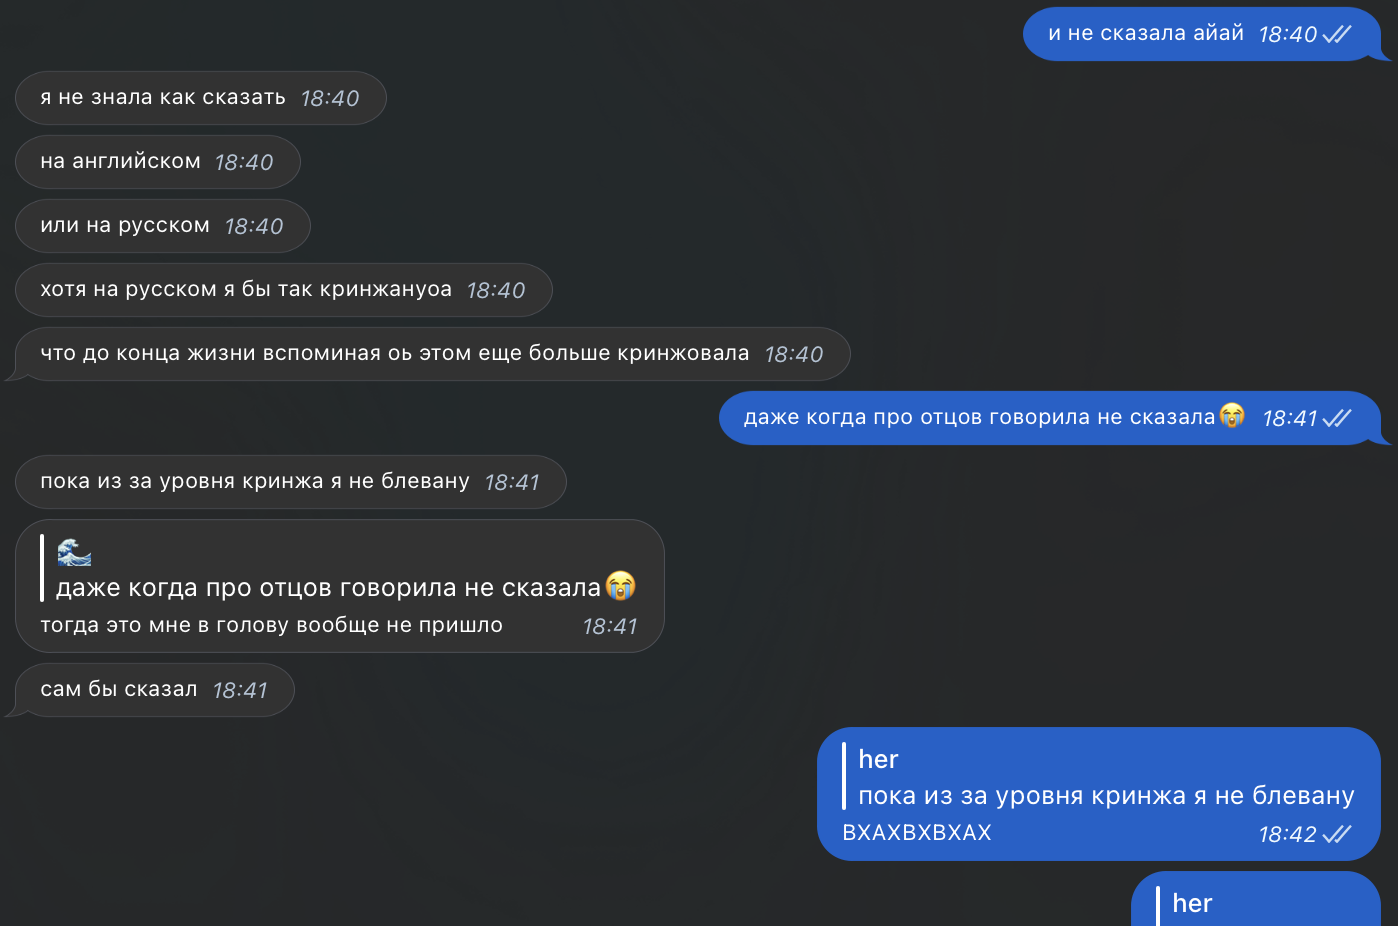 и не сказала айай 18:40
я не знала как сказать 18:40
на английском 18:40
или на русском 18:40
хотя на русском я бы так кринжануоа 18:40
что до конца жизни вспоминая оь этом еще больше кринжовала 18:40
даже когда про отцов говорила не сказала😭 18:41
пока из за уровня кринжа я не блевану 18:41
🌊
даже когда про отцов говорила не сказала😭
тогда это мне в голову вообще не пришло 18:41
сам бы сказал 18:41
her
пока из за уровня кринжа я не блевану
ВХАХВХВХАХ 18:42
her